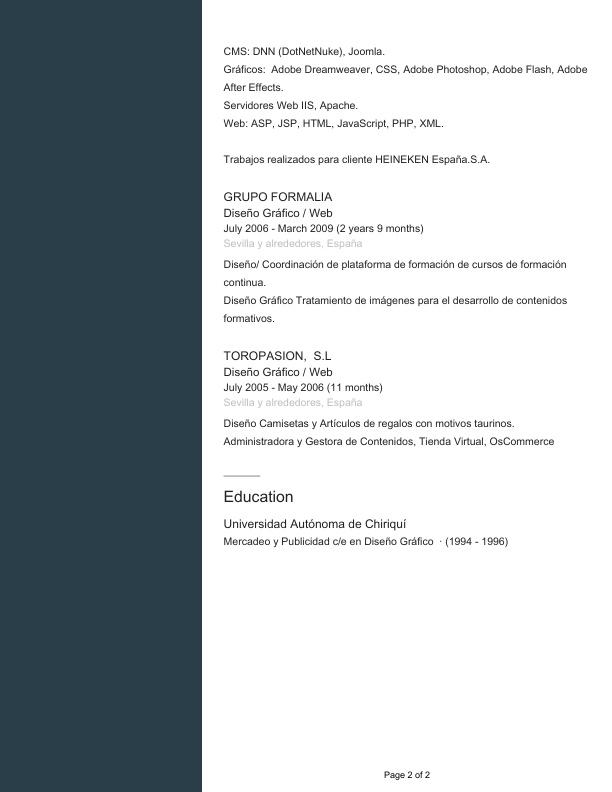 CMS: DNN (DotNetNuke), Joomla.
Gráficos:  Adobe Dreamweaver, CSS, Adobe Photoshop, Adobe Flash, Adobe
After Effects.
Servidores Web IIS, Apache.
Web: ASP, JSP, HTML, JavaScript, PHP, XML.
Trabajos realizados para cliente HEINEKEN España.S.A.
GRUPO FORMALIA
Diseño Gráfico / Web
July 2006 - March 2009 (2 years 9 months)
Sevilla y alrededores, España
Diseño/ Coordinación de plataforma de formación de cursos de formación
continua.
Diseño Gráfico Tratamiento de imágenes para el desarrollo de contenidos
formativos.
TOROPASION,  S.L
Diseño Gráfico / Web
July 2005 - May 2006 (11 months)
Sevilla y alrededores, España
Diseño Camisetas y Artículos de regalos con motivos taurinos.
Administradora y Gestora de Contenidos, Tienda Virtual, OsCommerce
Education
Universidad Autónoma de Chiriquí
Mercadeo y Publicidad c/e en Diseño Gráfico  · (1994 - 1996)
Page 2 of 2